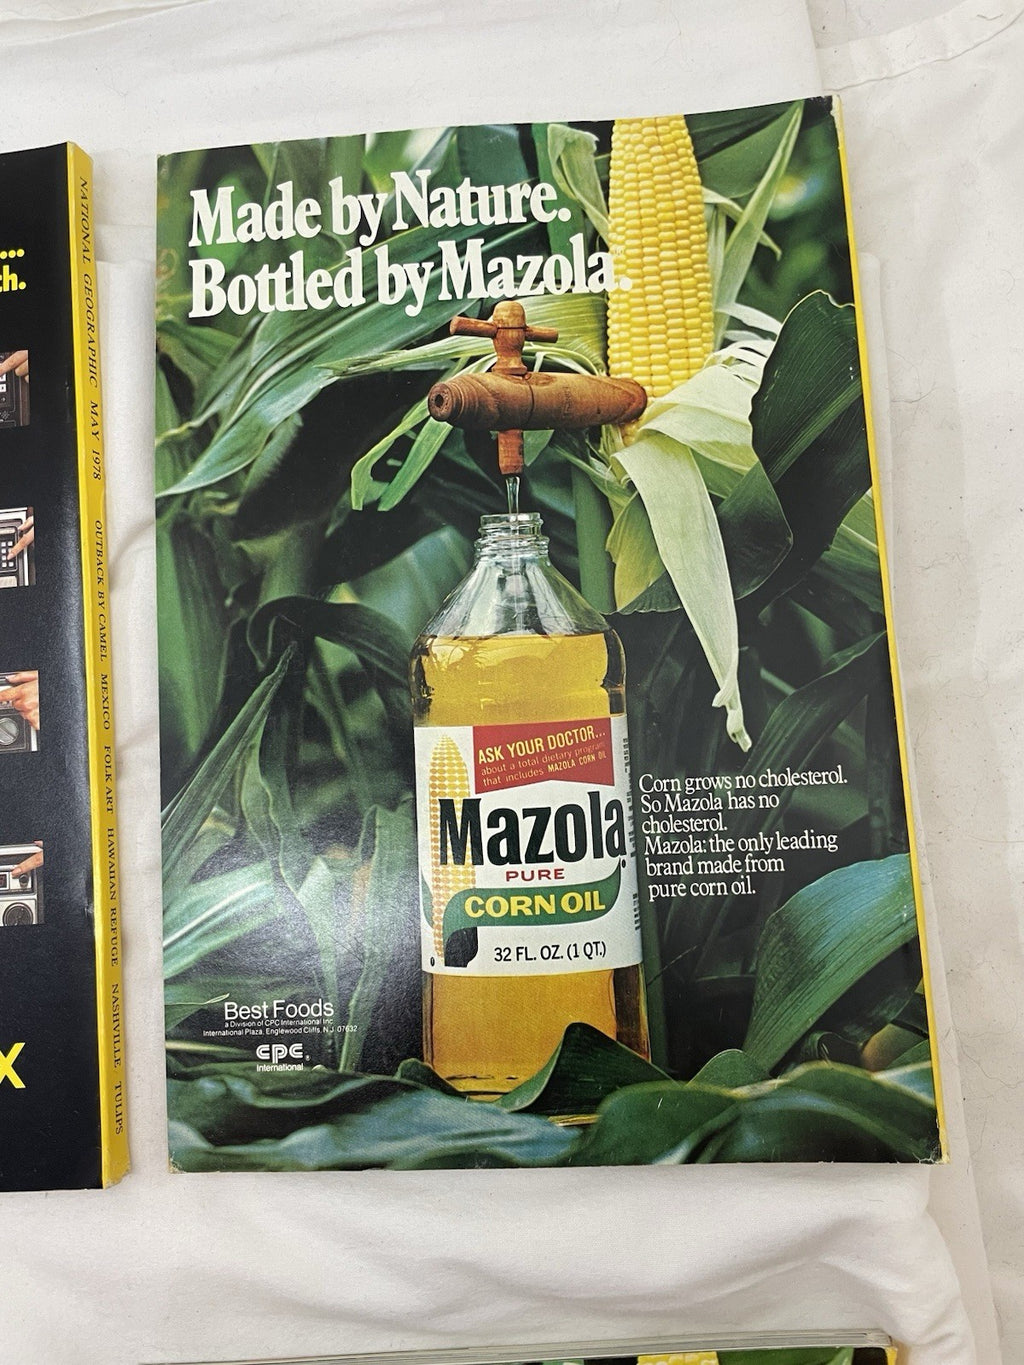 ...
ch.
X
NATIONAL GEOGRAPHIC MAY 1978 OUTBACK BY CAMEL MEXICO FOLK ART HAWAIIAN REFUGE NASHVILLE TULIPS
Made by Nature.
Bottled by Mazola.
ASK YOUR DOCTOR...
about a total dietary program
that includes MAZOLA CORN OIL
Mazola
PURE
CORN OIL
32 FL. OZ. (1 QT.)
Corn grows no cholesterol.
So Mazola has no
cholesterol.
Mazola: the only leading
brand made from
pure corn oil.
Best Foods
a Division of CPC International Inc.
International Plaza, Englewood Cliffs, N.J. 07632
CPC®
International